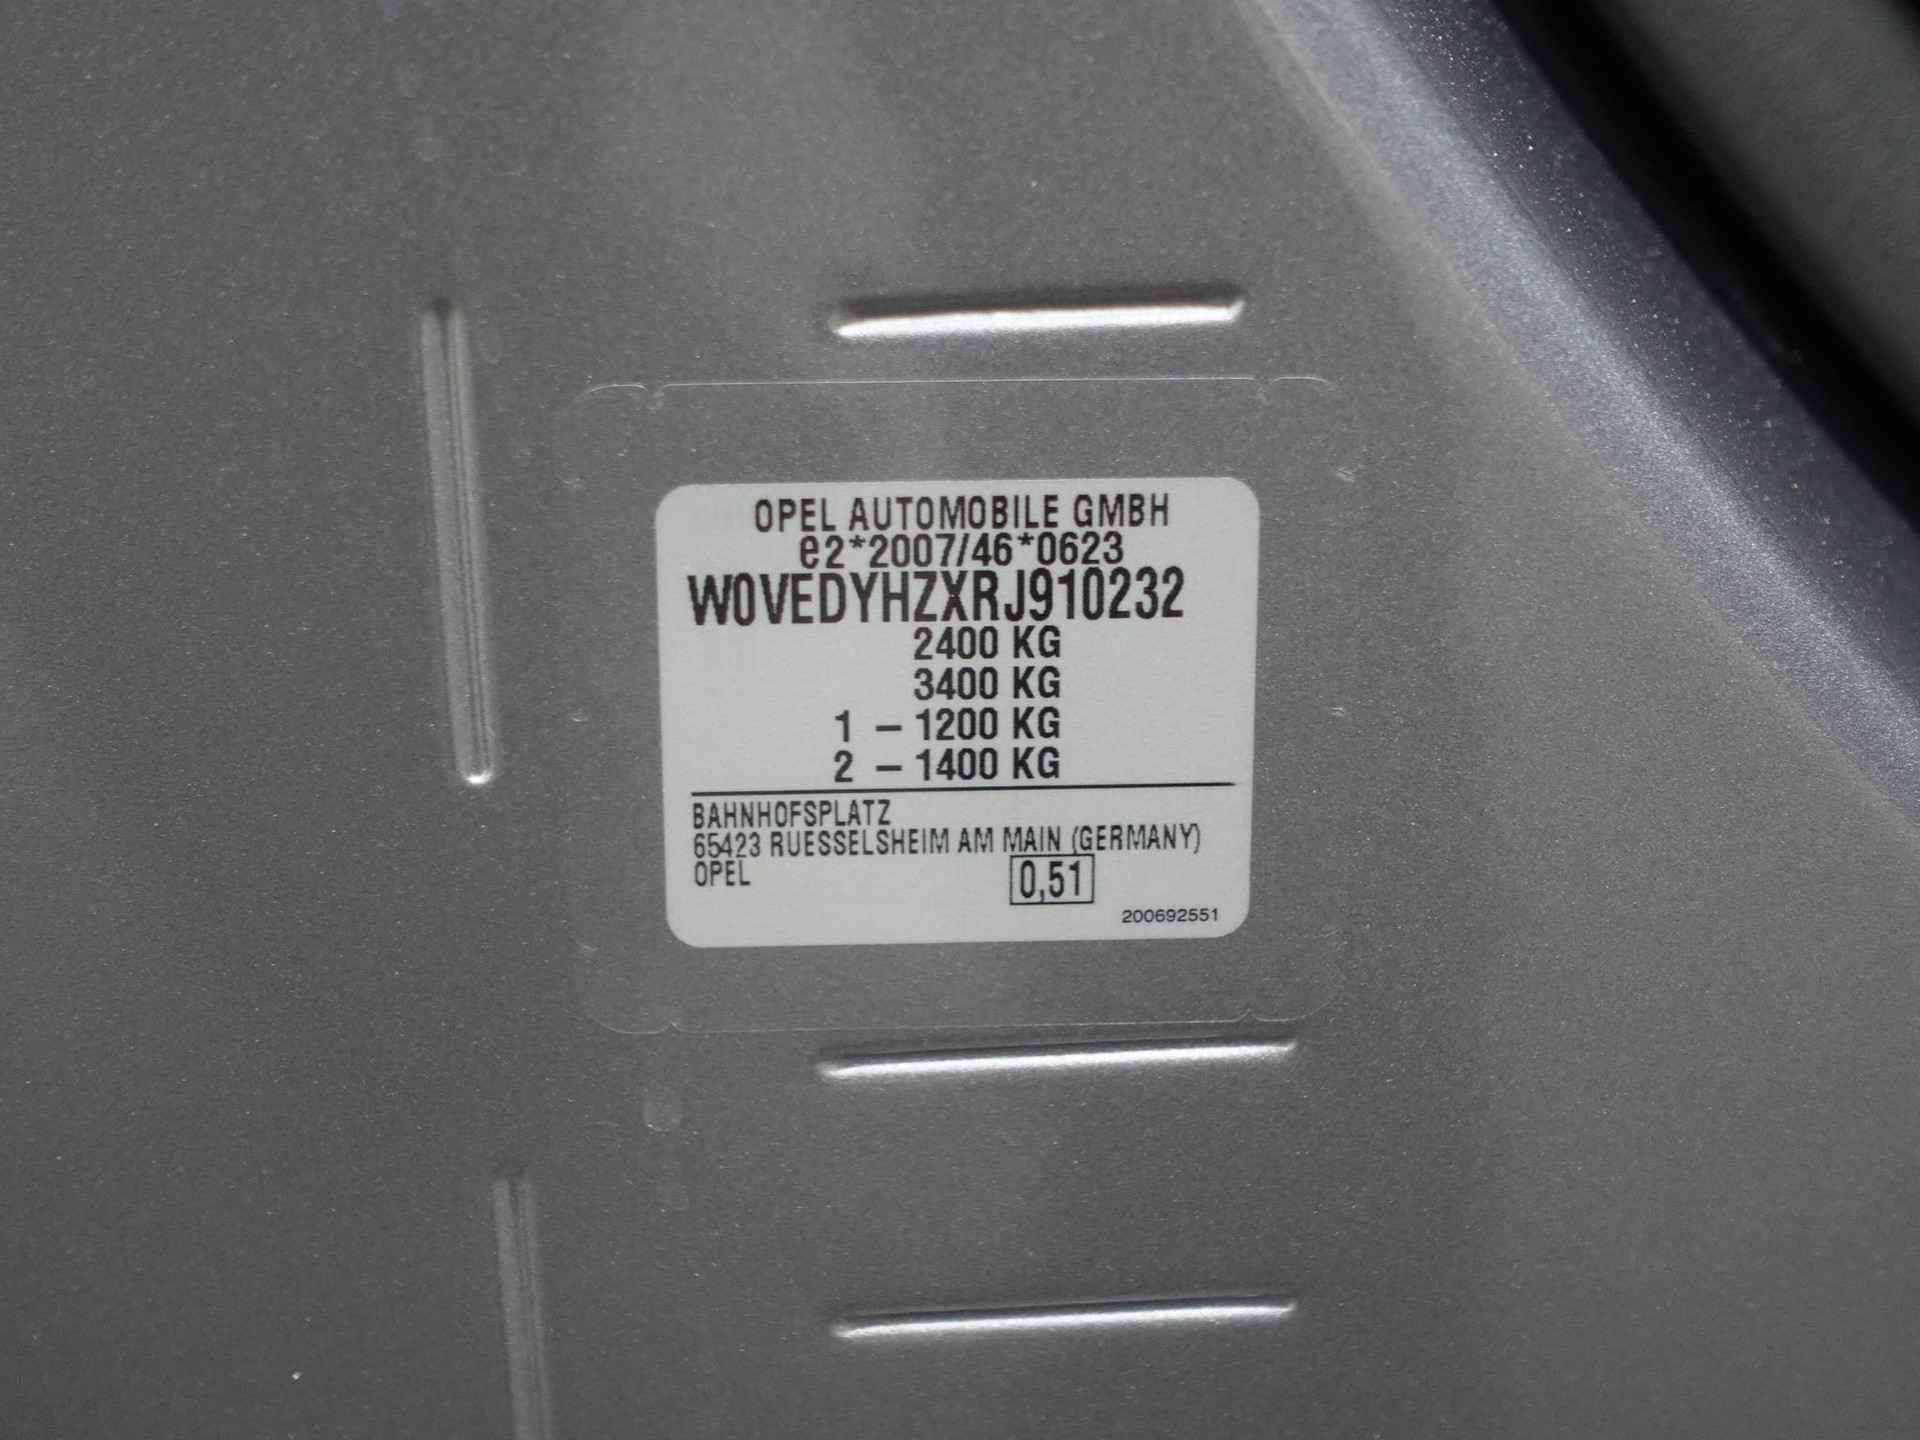 OPEL AUTOMOBILE GMBH
e2*2007/46*0623
W0VEDYHZXRJ910232
2400 KG
3400 KG
1 – 1200 KG
2 – 1400 KG
BAHNHOFSPLATZ
65423 RUESSELSHEIM AM MAIN (GERMANY)
OPEL 0,51
200692551